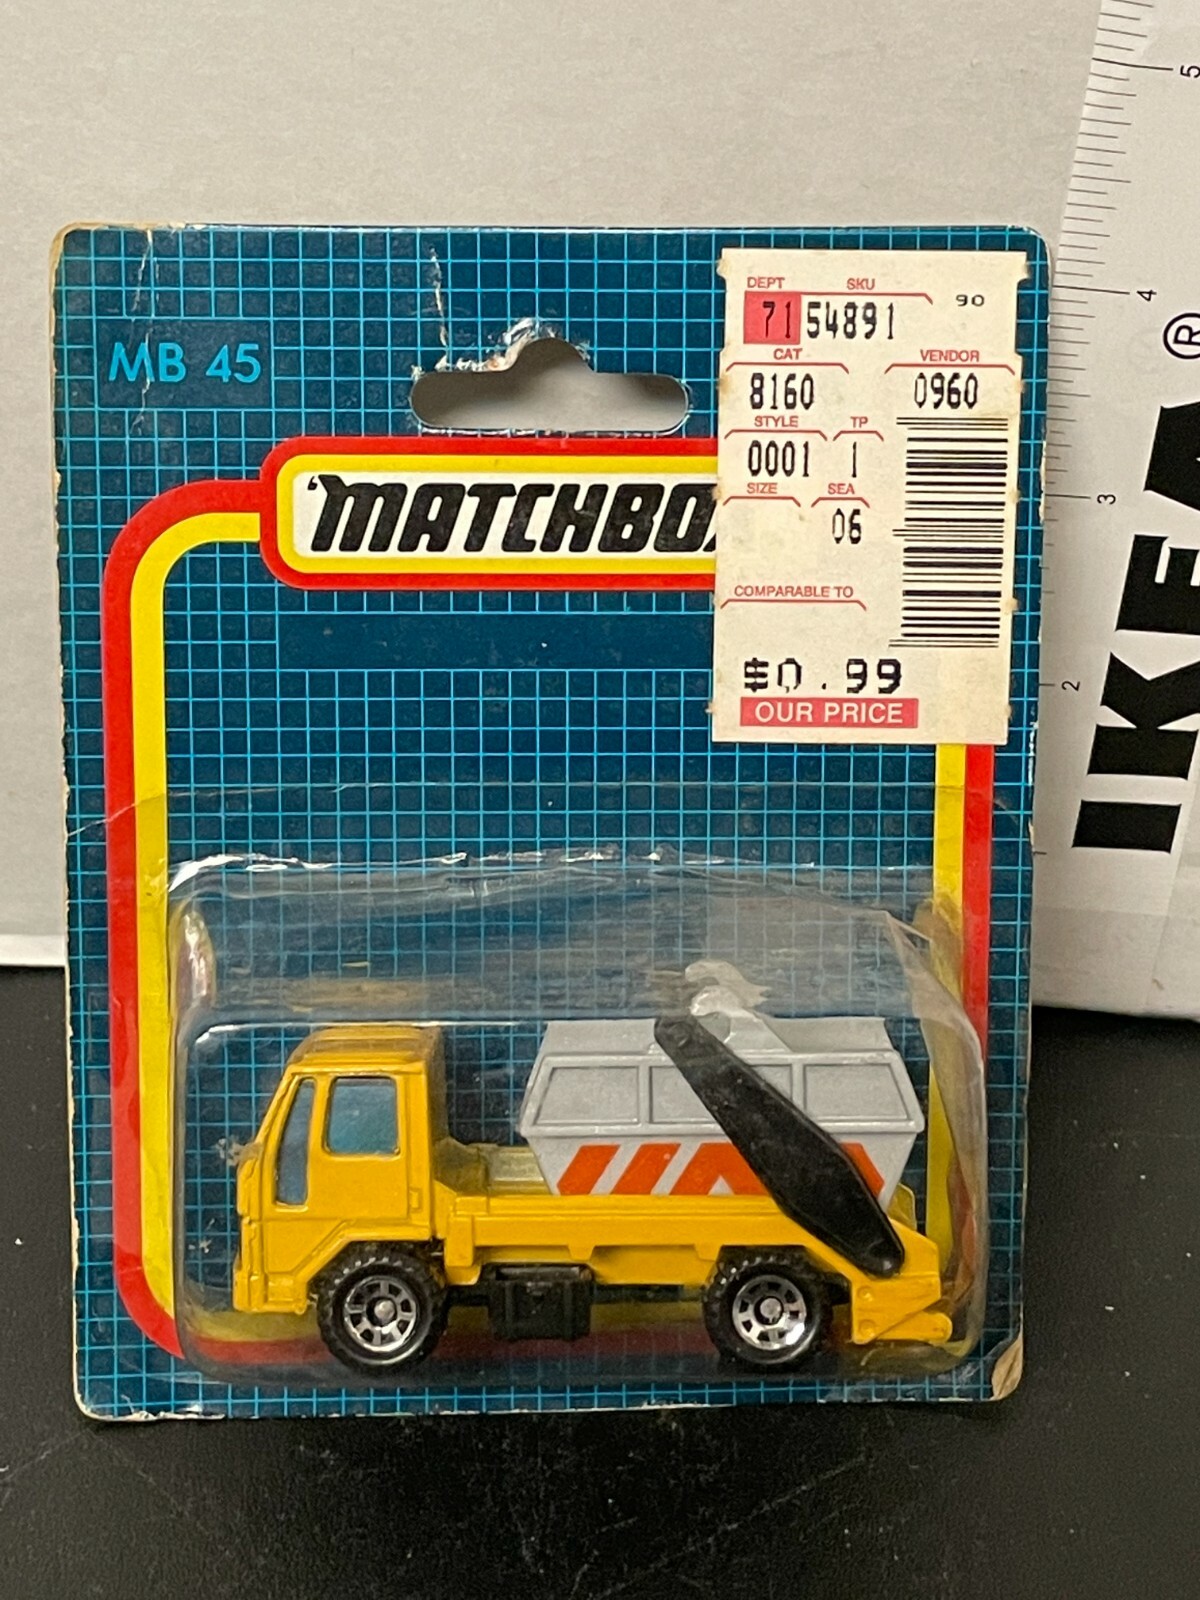 MB 45
'MATCHBO
DEPT SKU
71 54891 90
CAT VENDOR
8160 0960
STYLE TP
0001 1
SIZE SEA
06
COMPARABLE TO
$0.99
OUR PRICE
5
4
3
2
IKEA®